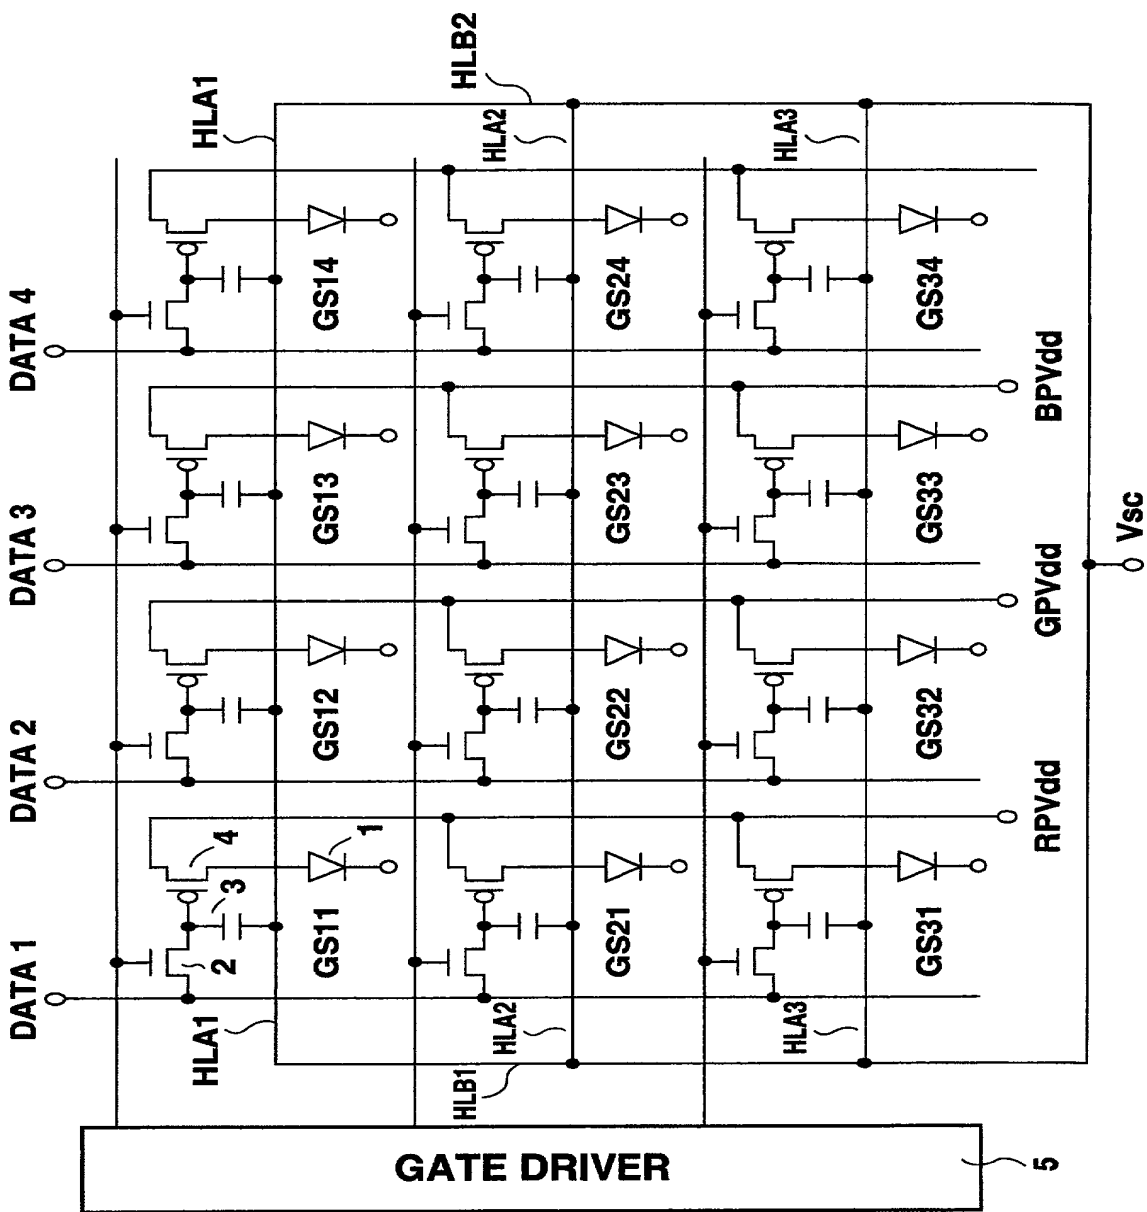 DATA 1
DATA 2
DATA 3
DATA 4
HLA1
HLA1
HLB2
2
3
4
1
GS11
GS12
GS13
GS14
HLB1
HLA2
HLA2
GS21
GS22
GS23
GS24
HLA3
HLA3
GS31
GS32
GS33
GS34
RPVdd
GPVdd
BPVdd
Vsc
GATE DRIVER
5